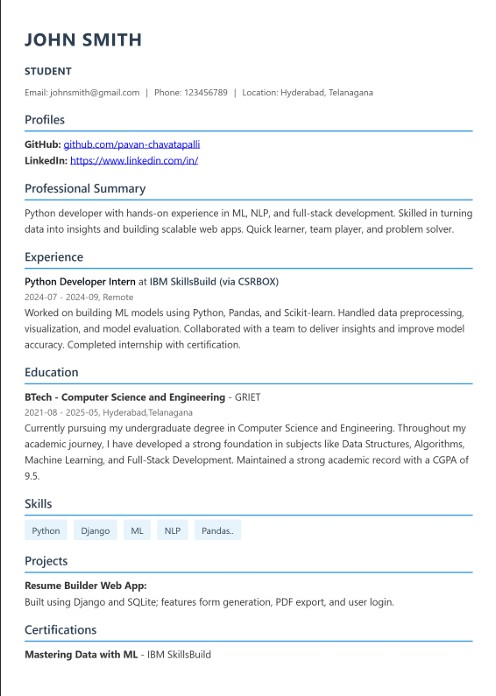 JOHN SMITH
STUDENT
Email: johnsmith@gmail.com | Phone: 123456789 | Location: Hyderabad, Telanagana
Profiles
GitHub: github.com/pavan-chavatapalli
LinkedIn: https://www.linkedin.com/in/
Professional Summary
Python developer with hands-on experience in ML, NLP, and full-stack development. Skilled in turning
data into insights and building scalable web apps. Quick learner, team player, and problem solver.
Experience
Python Developer Intern at IBM SkillsBuild (via CSRBOX)
2024-07 - 2024-09, Remote
Worked on building ML models using Python, Pandas, and Scikit-learn. Handled data preprocessing,
visualization, and model evaluation. Collaborated with a team to deliver insights and improve model
accuracy. Completed internship with certification.
Education
BTech - Computer Science and Engineering - GRIET
2021-08 - 2025-05, Hyderabad,Telanagana
Currently pursuing my undergraduate degree in Computer Science and Engineering. Throughout my
academic journey, I have developed a strong foundation in subjects like Data Structures, Algorithms,
Machine Learning, and Full-Stack Development. Maintained a strong academic record with a CGPA of
9.5.
Skills
Python Django ML NLP Pandas..
Projects
Resume Builder Web App:
Built using Django and SQLite; features form generation, PDF export, and user login.
Certifications
Mastering Data with ML - IBM SkillsBuild